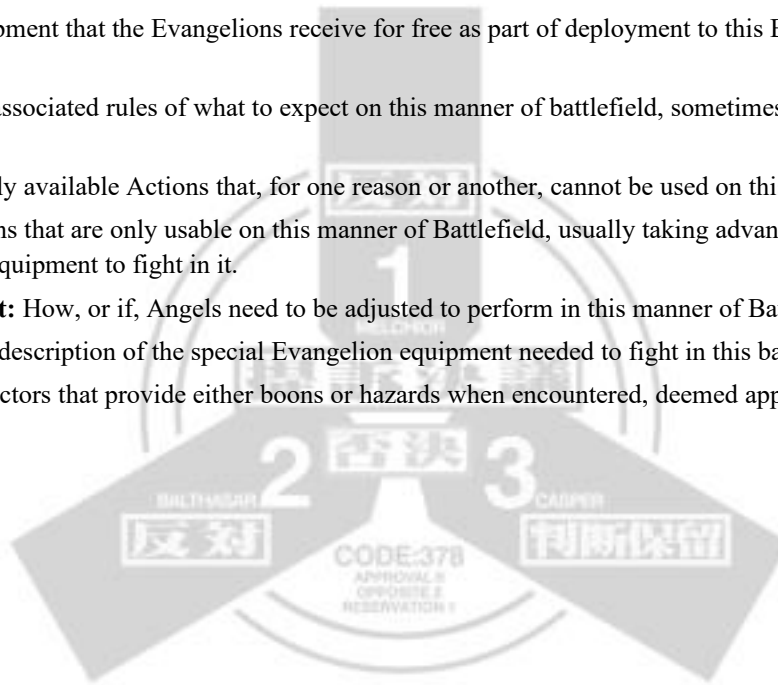 pment that the Evangelions receive for free as part of deployment to this E
ssociated rules of what to expect on this manner of battlefield, sometimes
ly available Actions that, for one reason or another, cannot be used on thi
ns that are only usable on this manner of Battlefield, usually taking advan
quipment to fight in it.
t: How, or if, Angels need to be adjusted to perform in this manner of Ba
description of the special Evangelion equipment needed to fight in this ba
ctors that provide either boons or hazards when encountered, deemed app
反対
1
MELCHIOR
提訴決議
否決
2
3
BALTHASAR
CASPER
反対
判断保留
CODE:378
APPROVAL:0
OPPOSITE:2
RESERVATION:1